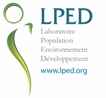 LPED
Laboratoire
Population
Environnement
Développement
www.lped.org